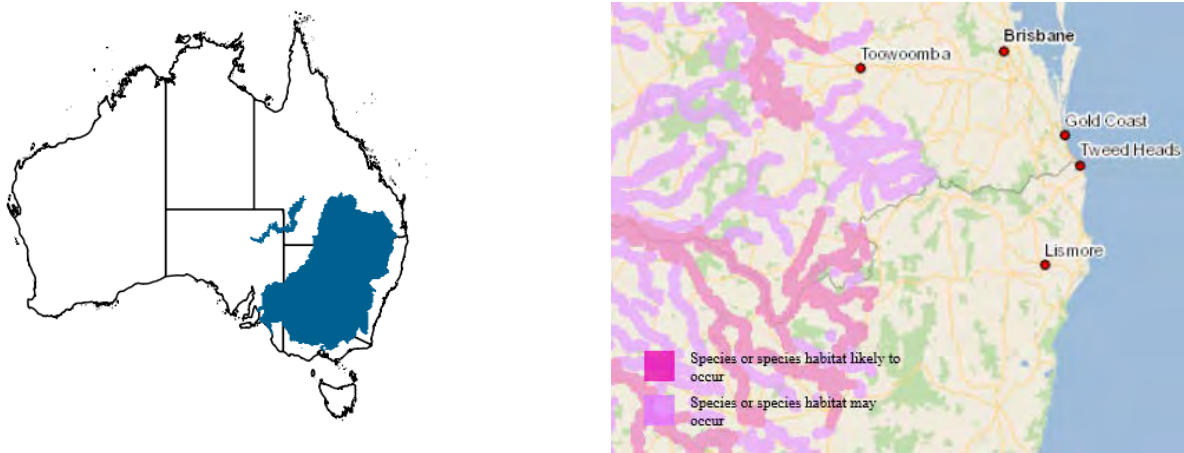 Brisbane
Toowoomba
Gold Coast
Tweed Heads
Lismore
Species or species habitat likely to
occur
Species or species habitat may
occur